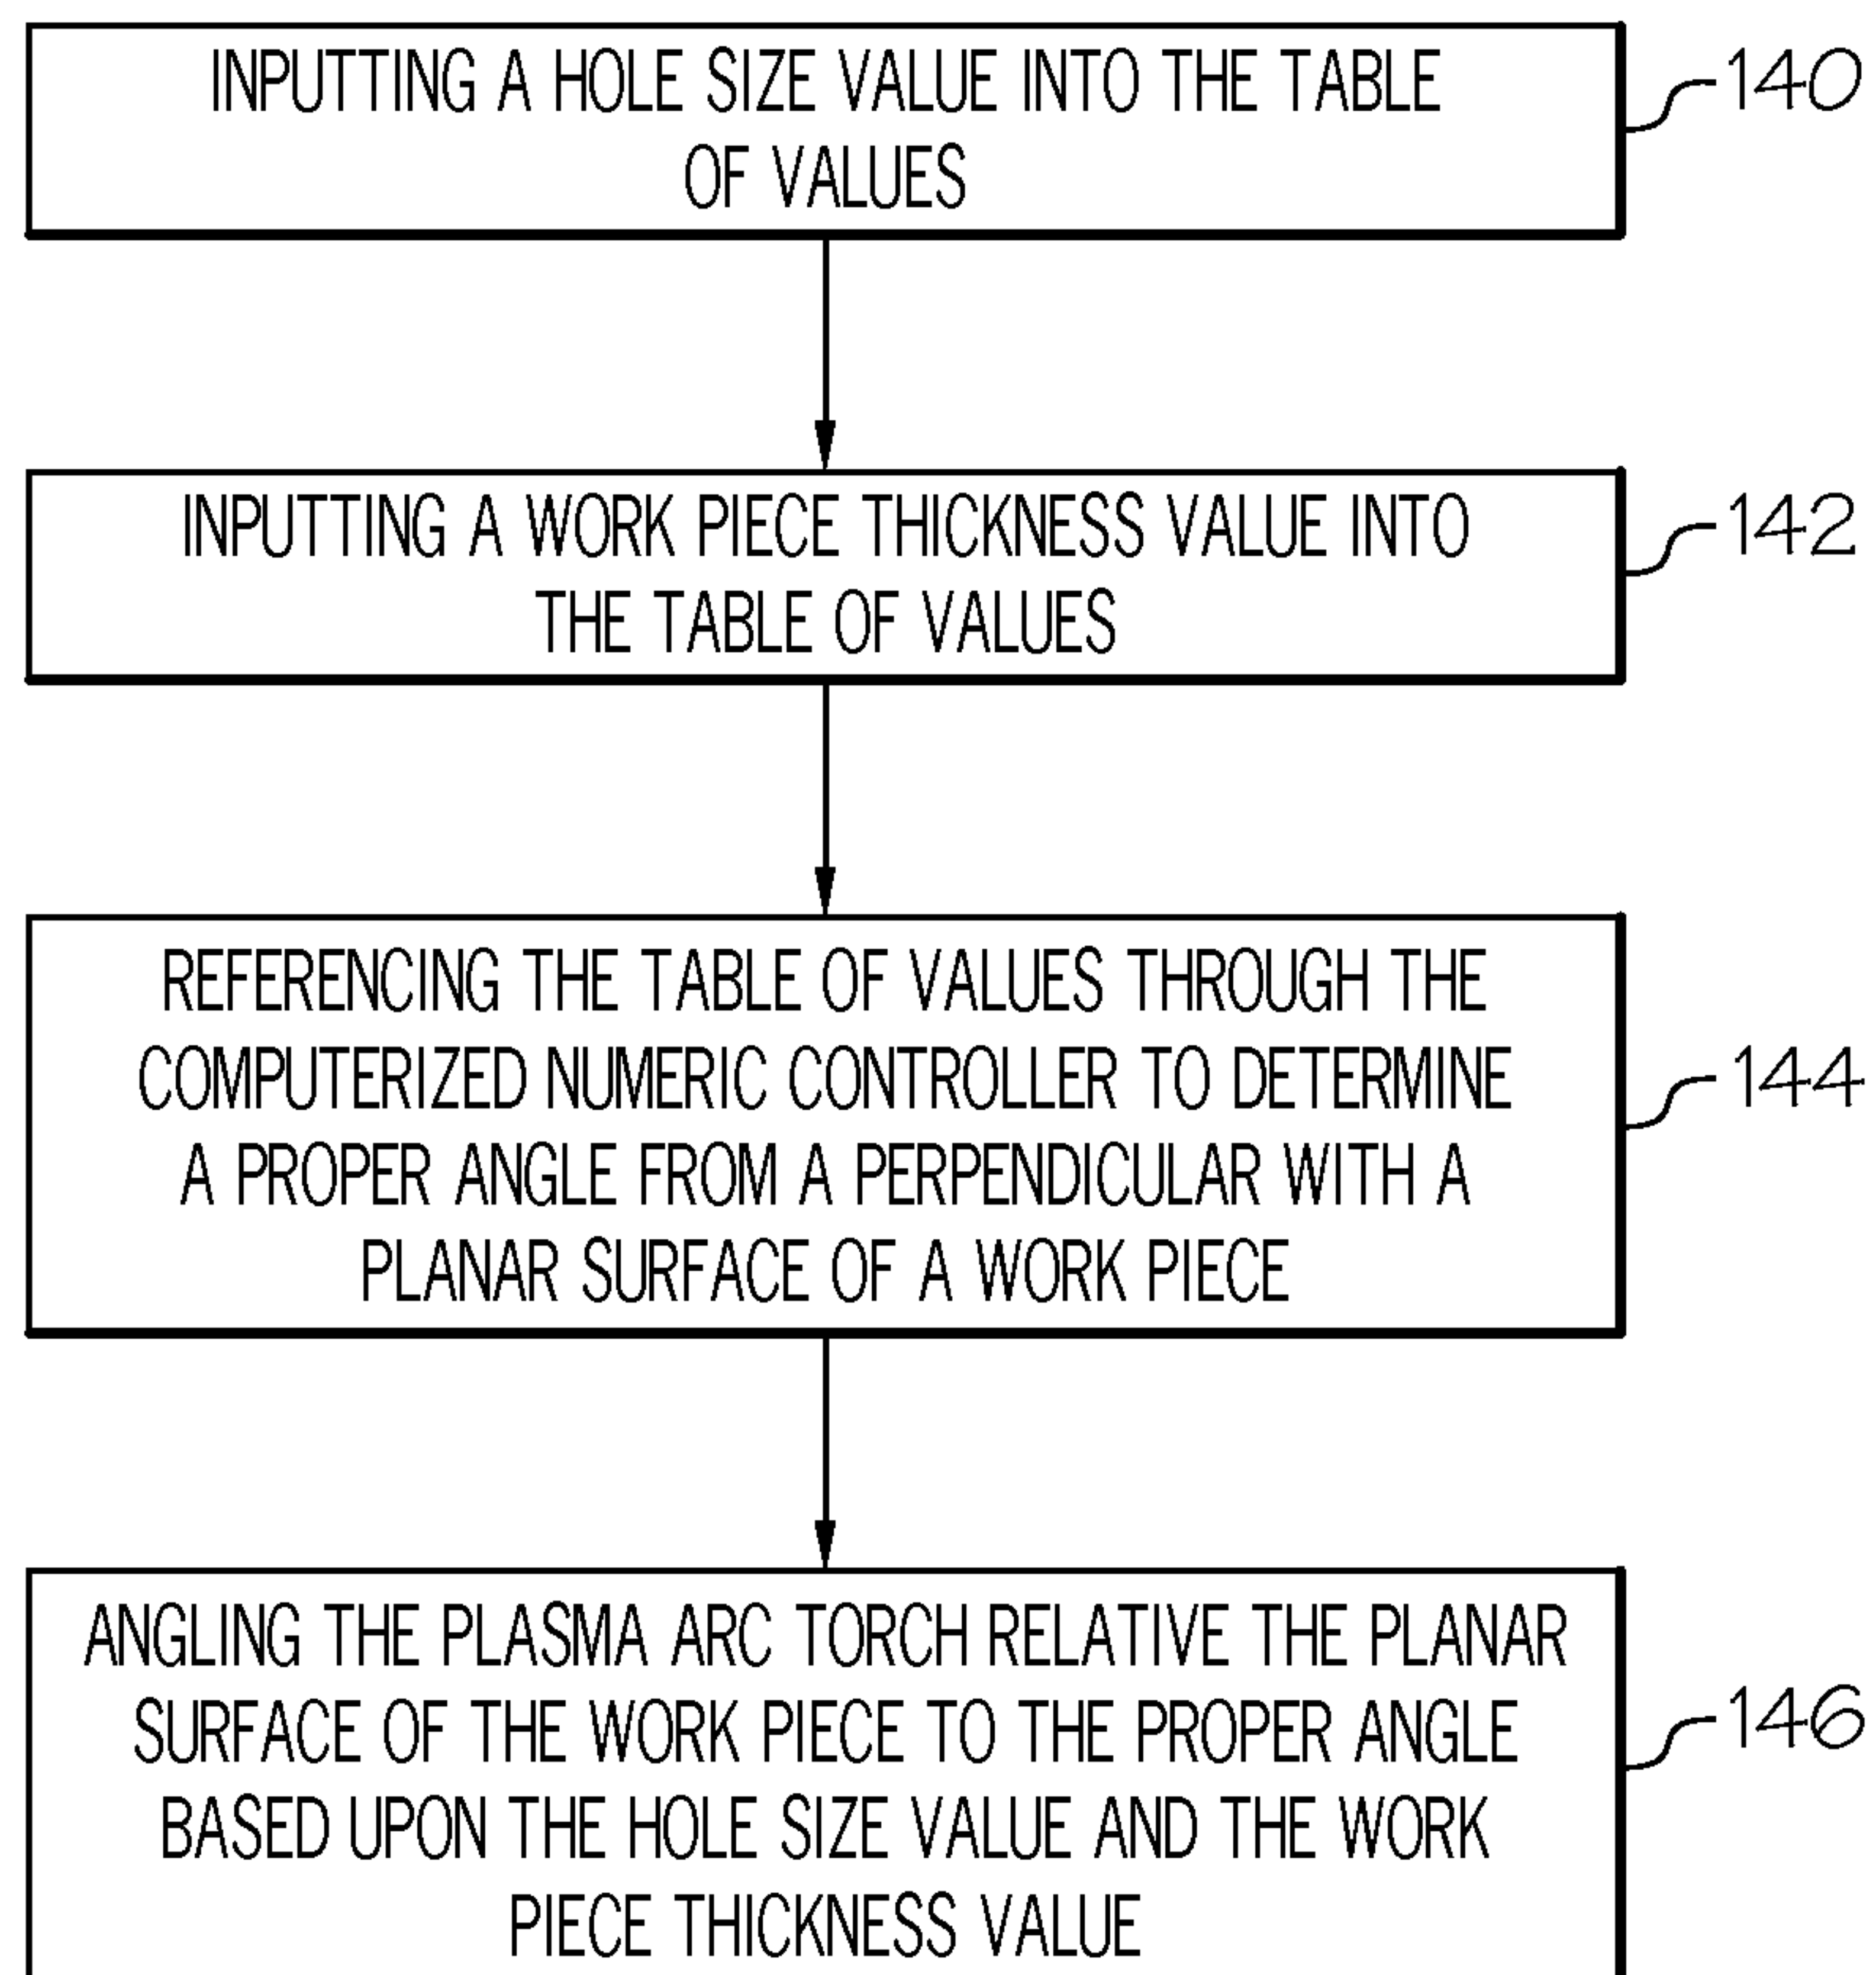 INPUTTING A HOLE SIZE VALUE INTO THE TABLE
OF VALUES
140
INPUTTING A WORK PIECE THICKNESS VALUE INTO
THE TABLE OF VALUES
142
REFERENCING THE TABLE OF VALUES THROUGH THE
COMPUTERIZED NUMERIC CONTROLLER TO DETERMINE
A PROPER ANGLE FROM A PERPENDICULAR WITH A
PLANAR SURFACE OF A WORK PIECE
144
ANGLING THE PLASMA ARC TORCH RELATIVE THE PLANAR
SURFACE OF THE WORK PIECE TO THE PROPER ANGLE
BASED UPON THE HOLE SIZE VALUE AND THE WORK
PIECE THICKNESS VALUE
146